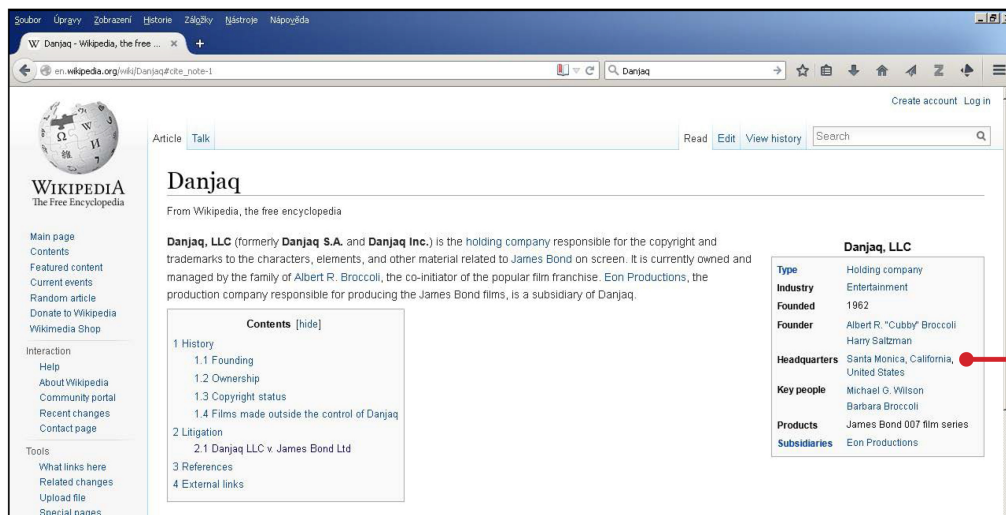 Soubor Úpravy Zobrazení Historie Záložky Nástroje Nápověda
Danjaq - Wikipedia, the free ...
en.wikipedia.org/wiki/Danjaq#cite_note-1
Danjaq
Create account Log in
Article Talk
Read Edit View history Search
WIKIPEDIA
The Free Encyclopedia
Main page
Contents
Featured content
Current events
Random article
Donate to Wikipedia
Wikimedia Shop
Interaction
Help
About Wikipedia
Community portal
Recent changes
Contact page
Tools
What links here
Related changes
Upload file
Special pages
Danjaq
From Wikipedia, the free encyclopedia
Danjaq, LLC (formerly Danjaq S.A. and Danjaq Inc.) is the holding company responsible for the copyright and
trademarks to the characters, elements, and other material related to James Bond on screen. It is currently owned and
managed by the family of Albert R. Broccoli, the co-initiator of the popular film franchise. Eon Productions, the
production company responsible for producing the James Bond films, is a subsidiary of Danjaq.
Contents [hide]
1 History
1.1 Founding
1.2 Ownership
1.3 Copyright status
1.4 Films made outside the control of Danjaq
2 Litigation
2.1 Danjaq LLC v. James Bond Ltd
3 References
4 External links
Danjaq, LLC
Type Holding company
Industry Entertainment
Founded 1962
Founder Albert R. "Cubby" Broccoli
Harry Saltzman
Headquarters Santa Monica, California,
United States
Key people Michael G. Wilson
Barbara Broccoli
Products James Bond 007 film series
Subsidiaries Eon Productions